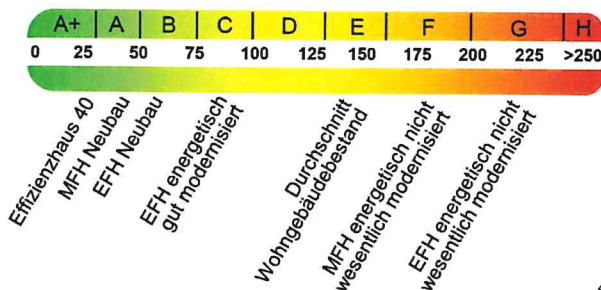 A+ A B C D E F G H
0 25 50 75 100 125 150 175 200 225 >250
Effizienzhaus 40
MFH Neubau
EFH Neubau
EFH energetisch
gut modernisiert
Durchschnitt
Wohngebäudebestand
MFH energetisch nicht
wesentlich modernisiert
EFH energetisch nicht
wesentlich modernisiert